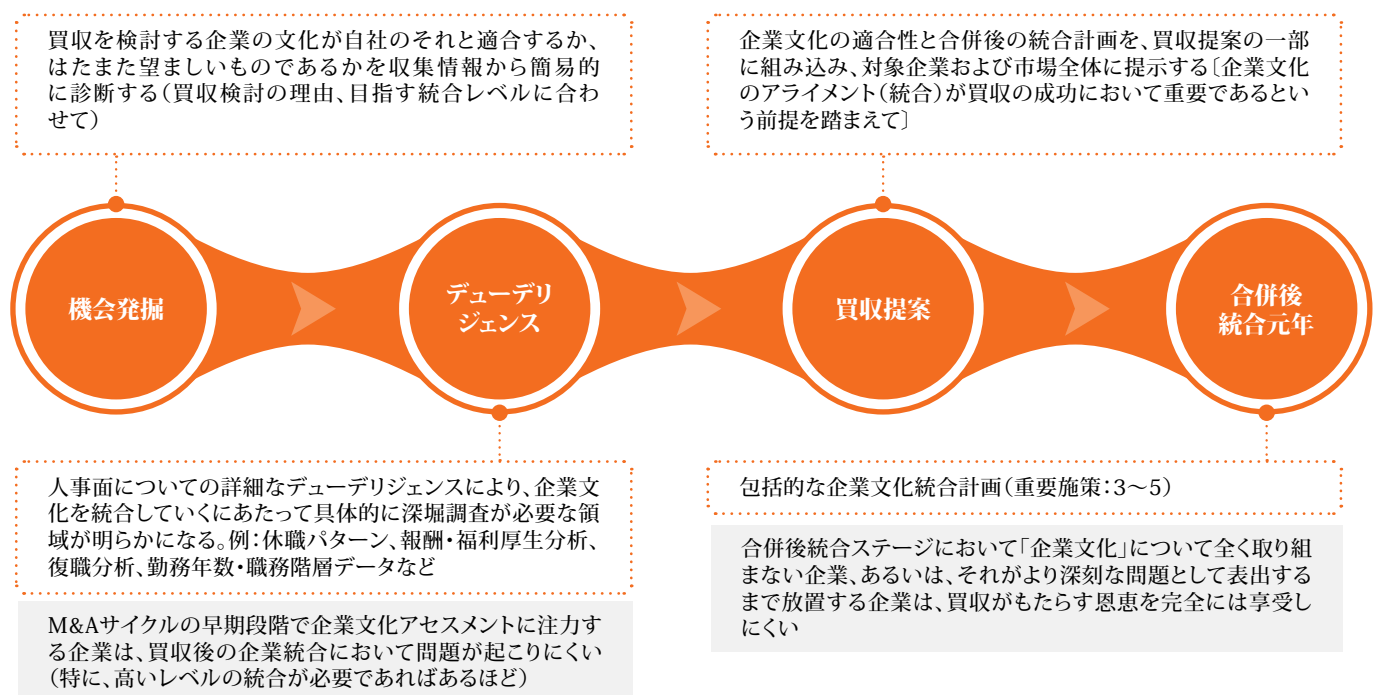 買収を検討する企業の文化が自社のそれと適合するか、
はたまた望ましいものであるかを収集情報から簡易的
に診断する（買収検討の理由、目指す統合レベルに合わ
せて）
企業文化の適合性と合併後の統合計画を、買収提案の一部
に組み込み、対象企業および市場全体に提示する〔企業文化
のアライメント（統合）が買収の成功において重要であるとい
う前提を踏まえて〕
機会発掘
デューデリ
ジェンス
買収提案
合併後
統合元年
人事面についての詳細なデューデリジェンスにより、企業文
化を統合していくにあたって具体的に深堀調査が必要な領
域が明らかになる。例：休職パターン、報酬・福利厚生分析、
復職分析、勤務年数・職務階層データなど
M&Aサイクルの早期段階で企業文化アセスメントに注力す
る企業は、買収後の企業統合において問題が起こりにくい
（特に、高いレベルの統合が必要であればあるほど）
包括的な企業文化統合計画（重要施策：3〜5）
合併後統合ステージにおいて「企業文化」について全く取り組
まない企業、あるいは、それがより深刻な問題として表出する
まで放置する企業は、買収がもたらす恩恵を完全には享受し
にくい